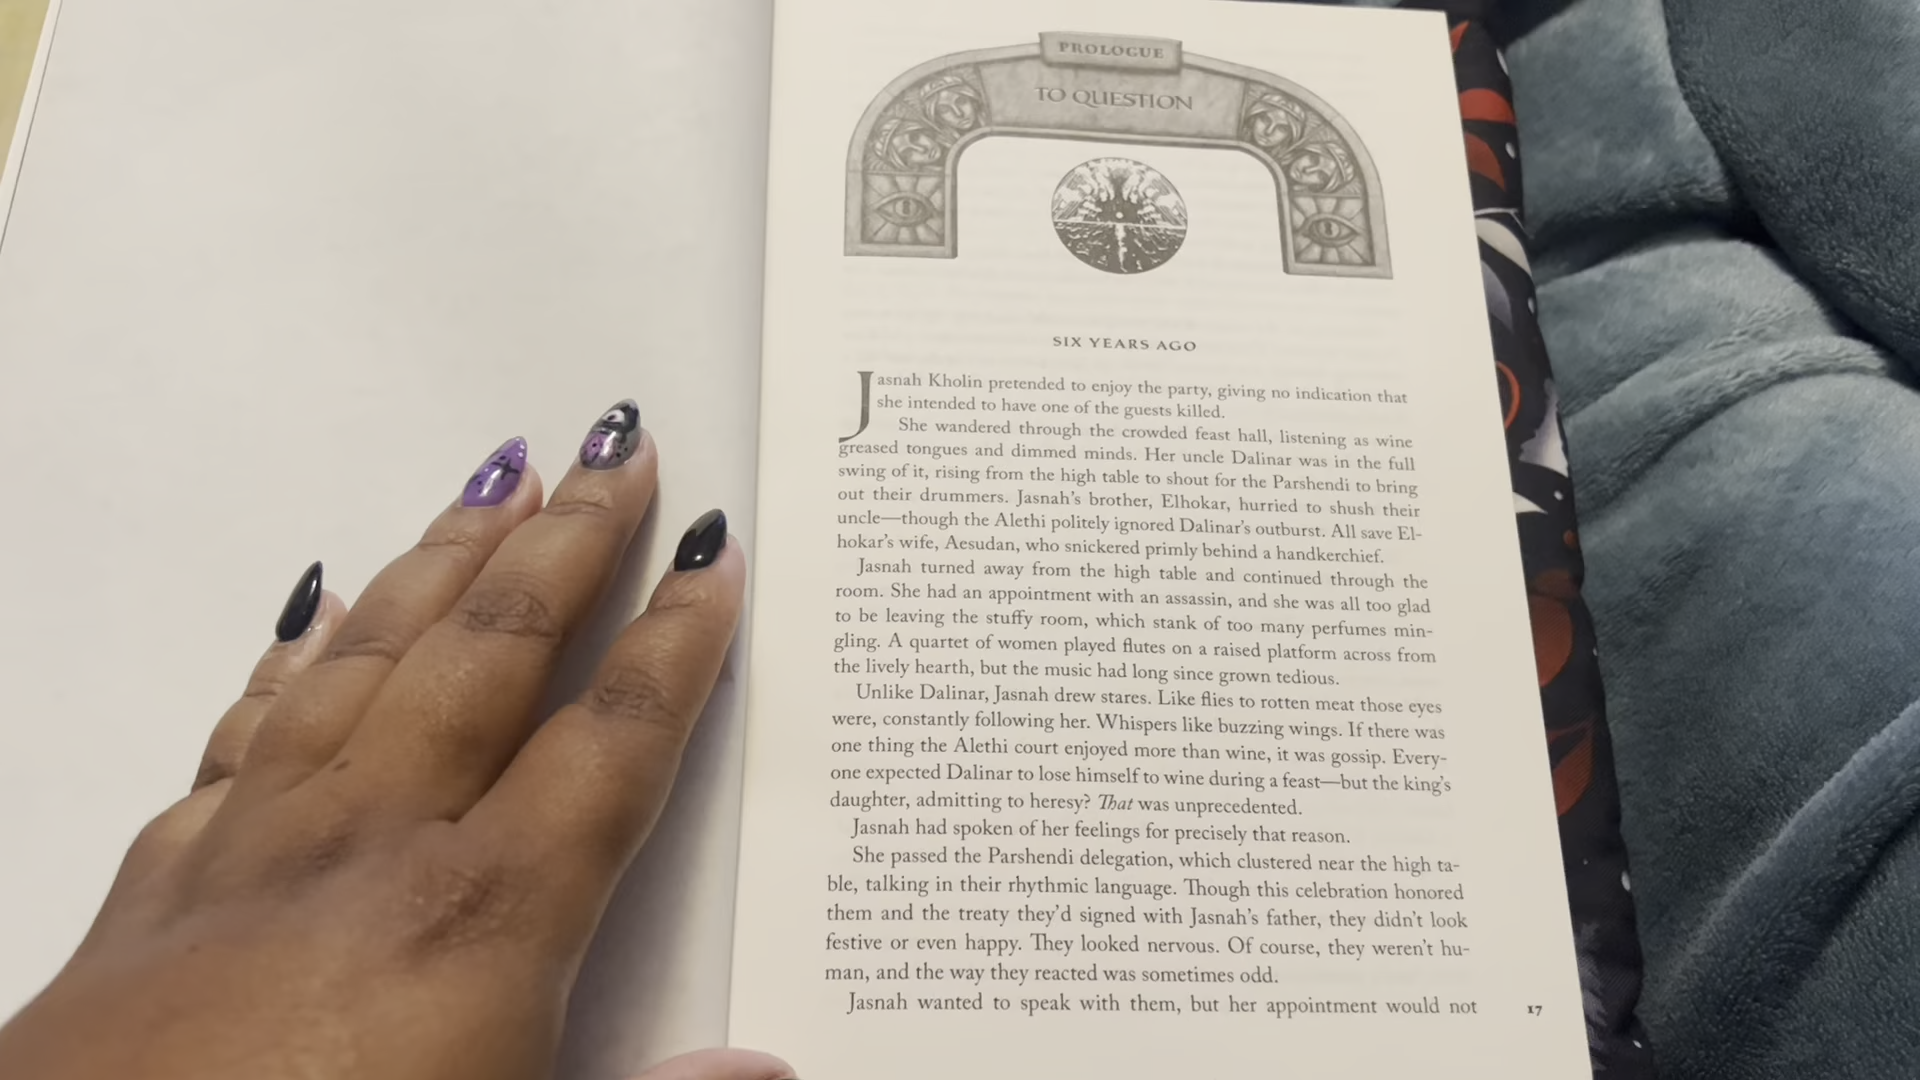 PROLOGUE
TO QUESTION
SIX YEARS AGO
Jasnah Kholin pretended to enjoy the party, giving no indication that
she intended to have one of the guests killed.
She wandered through the crowded feast hall, listening as wine
greased tongues and dimmed minds. Her uncle Dalinar was in the full
swing of it, rising from the high table to shout for the Parshendi to bring
out their drummers. Jasnah's brother, Elhokar, hurried to shush their
uncle—though the Alethi politely ignored Dalinar's outburst. All save El-
hokar's wife, Aesudan, who snickered primly behind a handkerchief.
Jasnah turned away from the high table and continued through the
room. She had an appointment with an assassin, and she was all too glad
to be leaving the stuffy room, which stank of too many perfumes min-
gling. A quartet of women played flutes on a raised platform across from
the lively hearth, but the music had long since grown tedious.
Unlike Dalinar, Jasnah drew stares. Like flies to rotten meat those eyes
were, constantly following her. Whispers like buzzing wings. If there was
one thing the Alethi court enjoyed more than wine, it was gossip. Every-
one expected Dalinar to lose himself to wine during a feast—but the king's
daughter, admitting to heresy? That was unprecedented.
Jasnah had spoken of her feelings for precisely that reason.
She passed the Parshendi delegation, which clustered near the high ta-
ble, talking in their rhythmic language. Though this celebration honored
them and the treaty they'd signed with Jasnah's father, they didn't look
festive or even happy. They looked nervous. Of course, they weren't hu-
man, and the way they reacted was sometimes odd.
Jasnah wanted to speak with them, but her appointment would not
17